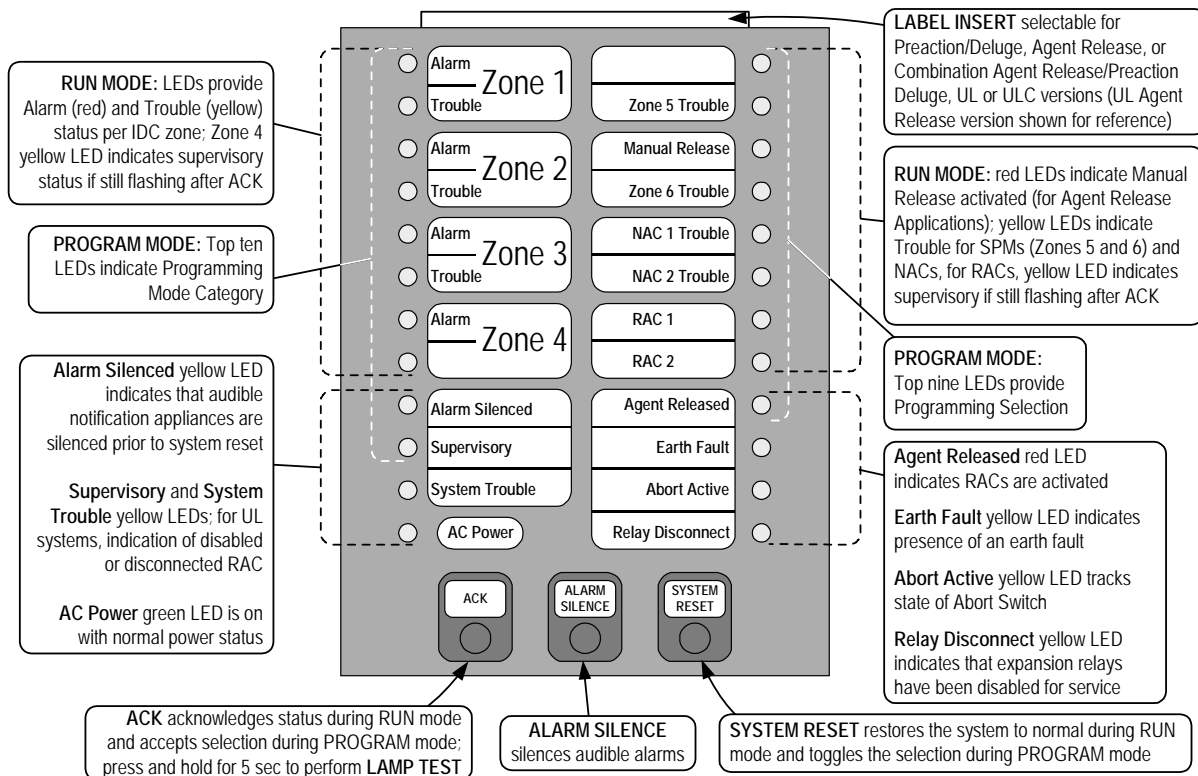 LABEL INSERT selectable for
Preaction/Deluge, Agent Release, or
Combination Agent Release/Preaction
Deluge, UL or ULC versions (UL Agent
Release version shown for reference)
RUN MODE: LEDs provide
Alarm (red) and Trouble (yellow)
status per IDC zone; Zone 4
yellow LED indicates supervisory
status if still flashing after ACK
PROGRAM MODE: Top ten
LEDs indicate Programming
Mode Category
Alarm Silenced yellow LED
indicates that audible
notification appliances are
silenced prior to system reset
Supervisory and System
Trouble yellow LEDs; for UL
systems, indication of disabled
or disconnected RAC
AC Power green LED is on
with normal power status
Alarm
Zone 1
Trouble
Alarm
Zone 2
Trouble
Alarm
Zone 3
Trouble
Alarm
Zone 4
Alarm Silenced
Supervisory
System Trouble
AC Power
Zone 5 Trouble
Manual Release
Zone 6 Trouble
NAC 1 Trouble
NAC 2 Trouble
RAC 1
RAC 2
Agent Released
Earth Fault
Abort Active
Relay Disconnect
ACK
ALARM
SILENCE
SYSTEM
RESET
RUN MODE: red LEDs indicate Manual
Release activated (for Agent Release
Applications); yellow LEDs indicate
Trouble for SPMs (Zones 5 and 6) and
NACs, for RACs, yellow LED indicates
supervisory if still flashing after ACK
PROGRAM MODE:
Top nine LEDs provide
Programming Selection
Agent Released red LED
indicates RACs are activated
Earth Fault yellow LED indicates
presence of an earth fault
Abort Active yellow LED tracks
state of Abort Switch
Relay Disconnect yellow LED
indicates that expansion relays
have been disabled for service
ACK acknowledges status during RUN mode
and accepts selection during PROGRAM mode;
press and hold for 5 sec to perform LAMP TEST
ALARM SILENCE
silences audible alarms
SYSTEM RESET restores the system to normal during RUN
mode and toggles the selection during PROGRAM mode